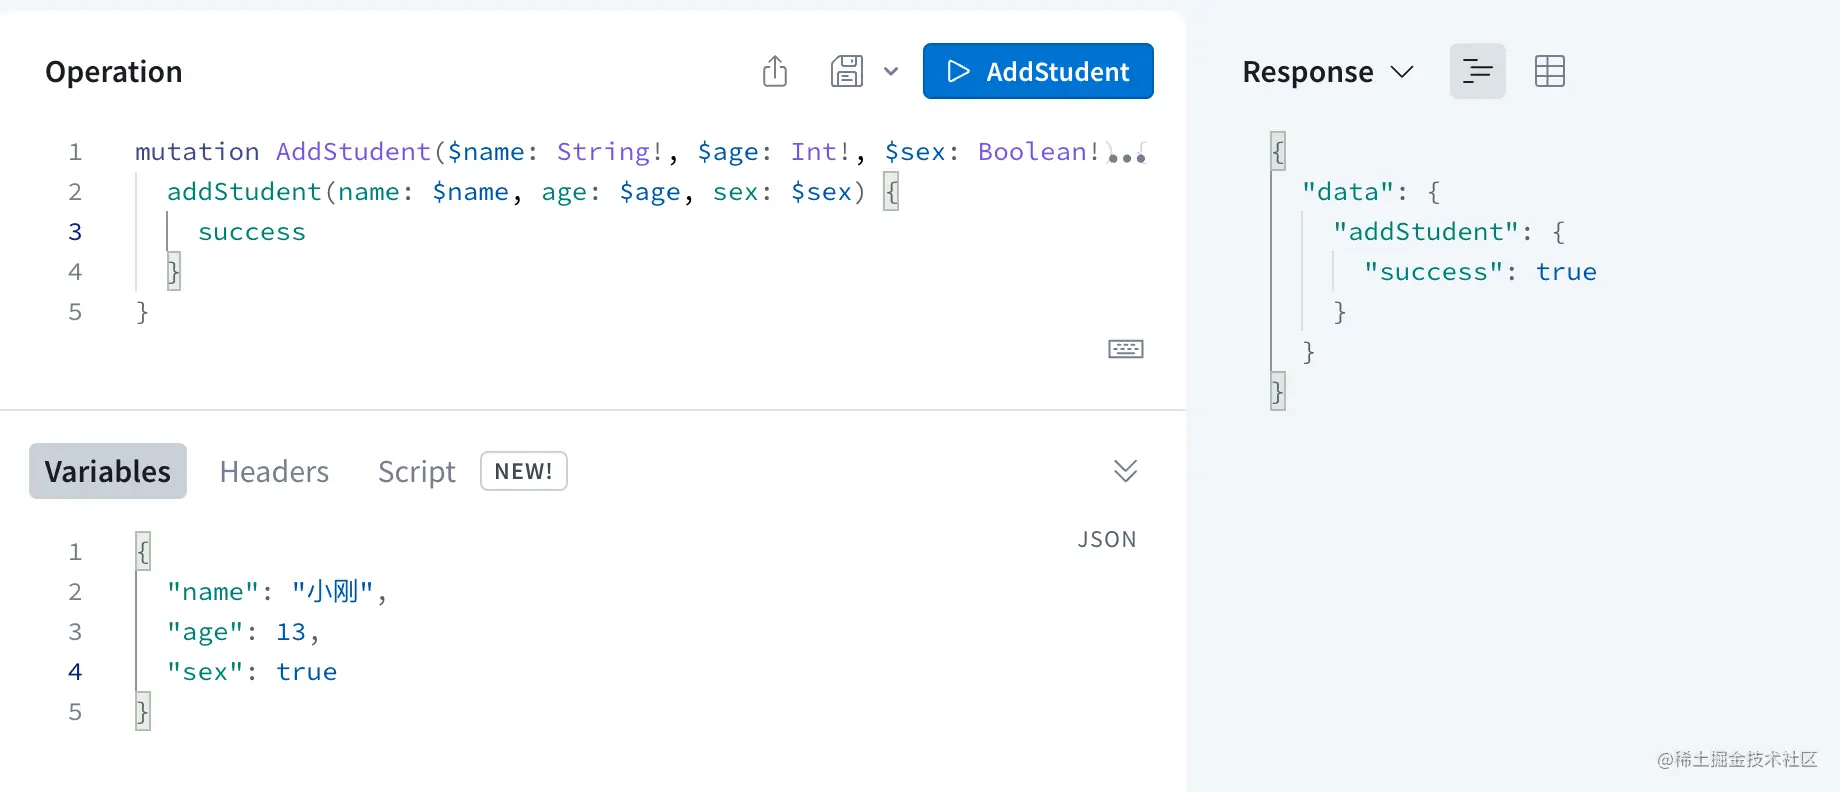 Operation
AddStudent
1 mutation AddStudent($name: String!, $age: Int!, $sex: Boolean!) {
2 addStudent(name: $name, age: $age, sex: $sex) {
3 success
4 }
5 }
Variables
Headers
Script
NEW!
JSON
1 {
2 "name": "小刚",
3 "age": 13,
4 "sex": true
5 }
Response
{
"data": {
"addStudent": {
"success": true
}
}
}
@稀土掘金技术社区